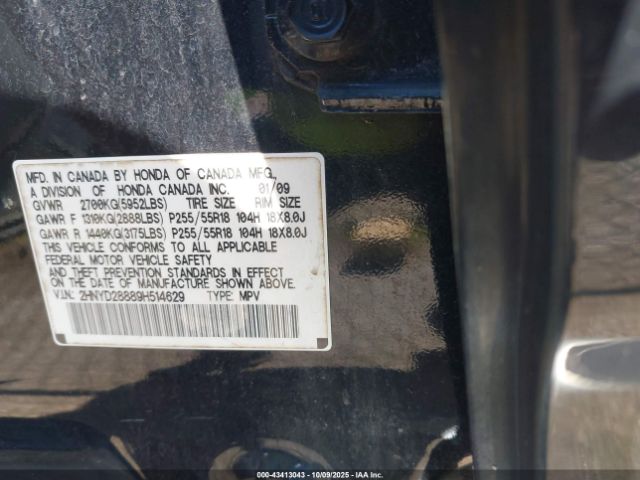 MFD. IN CANADA BY HONDA OF CANADA MFG.,
A DIVISION OF HONDA CANADA INC. 01/09
GVWR 2700KG(5952LBS) TIRE SIZE RIM SIZE
GAWR F 1310KG(2888LBS) P255/55R18 104H 18X8.0J
GAWR R 1440KG(3175LBS) P255/55R18 104H 18X8.0J
THIS VEHICLE CONFORMS TO ALL APPLICABLE
FEDERAL MOTOR VEHICLE SAFETY
AND THEFT PREVENTION STANDARDS IN EFFECT
ON THE DATE OF MANUFACTURE SHOWN ABOVE.
V.I.N: 2HNYD28889H514629 TYPE: MPV
000-43413043 - 10/09/2025 - IAA Inc.